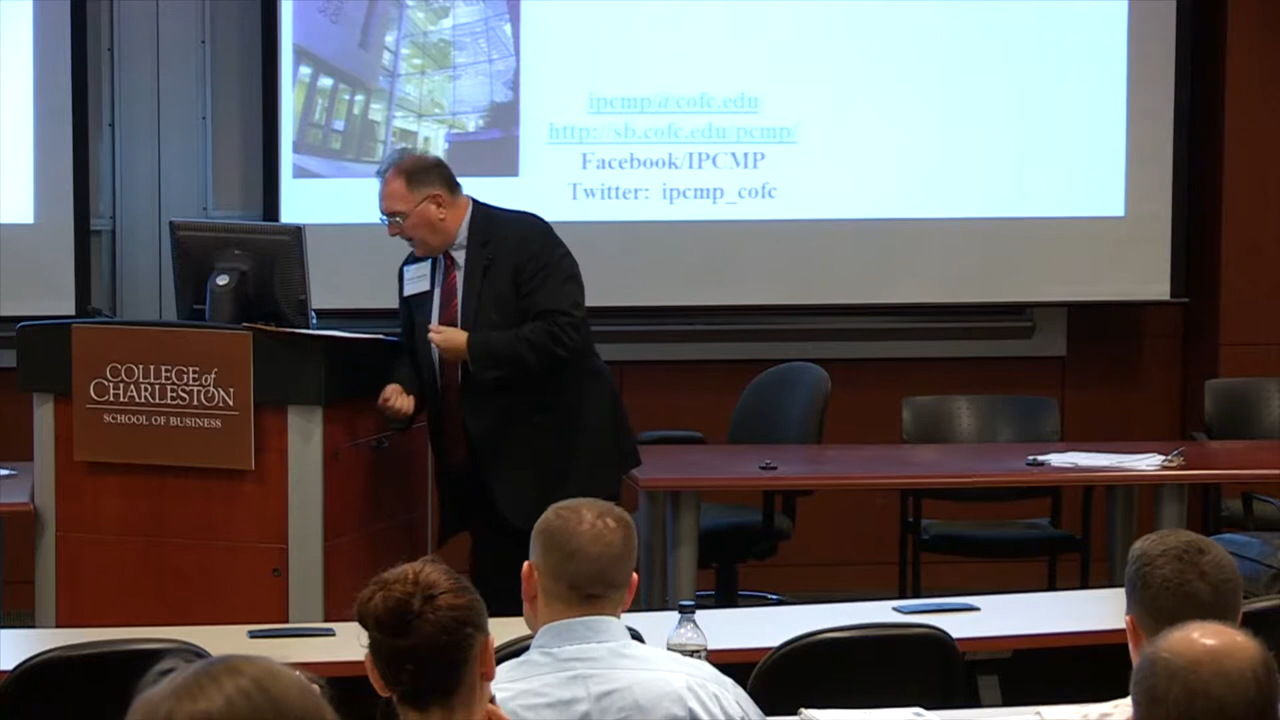 ipcmp@cofc.edu
http://sb.cofc.edu/pcmp/
Facebook/IPCMP
Twitter: ipcmp_cofc
COLLEGE of
CHARLESTON
SCHOOL OF BUSINESS